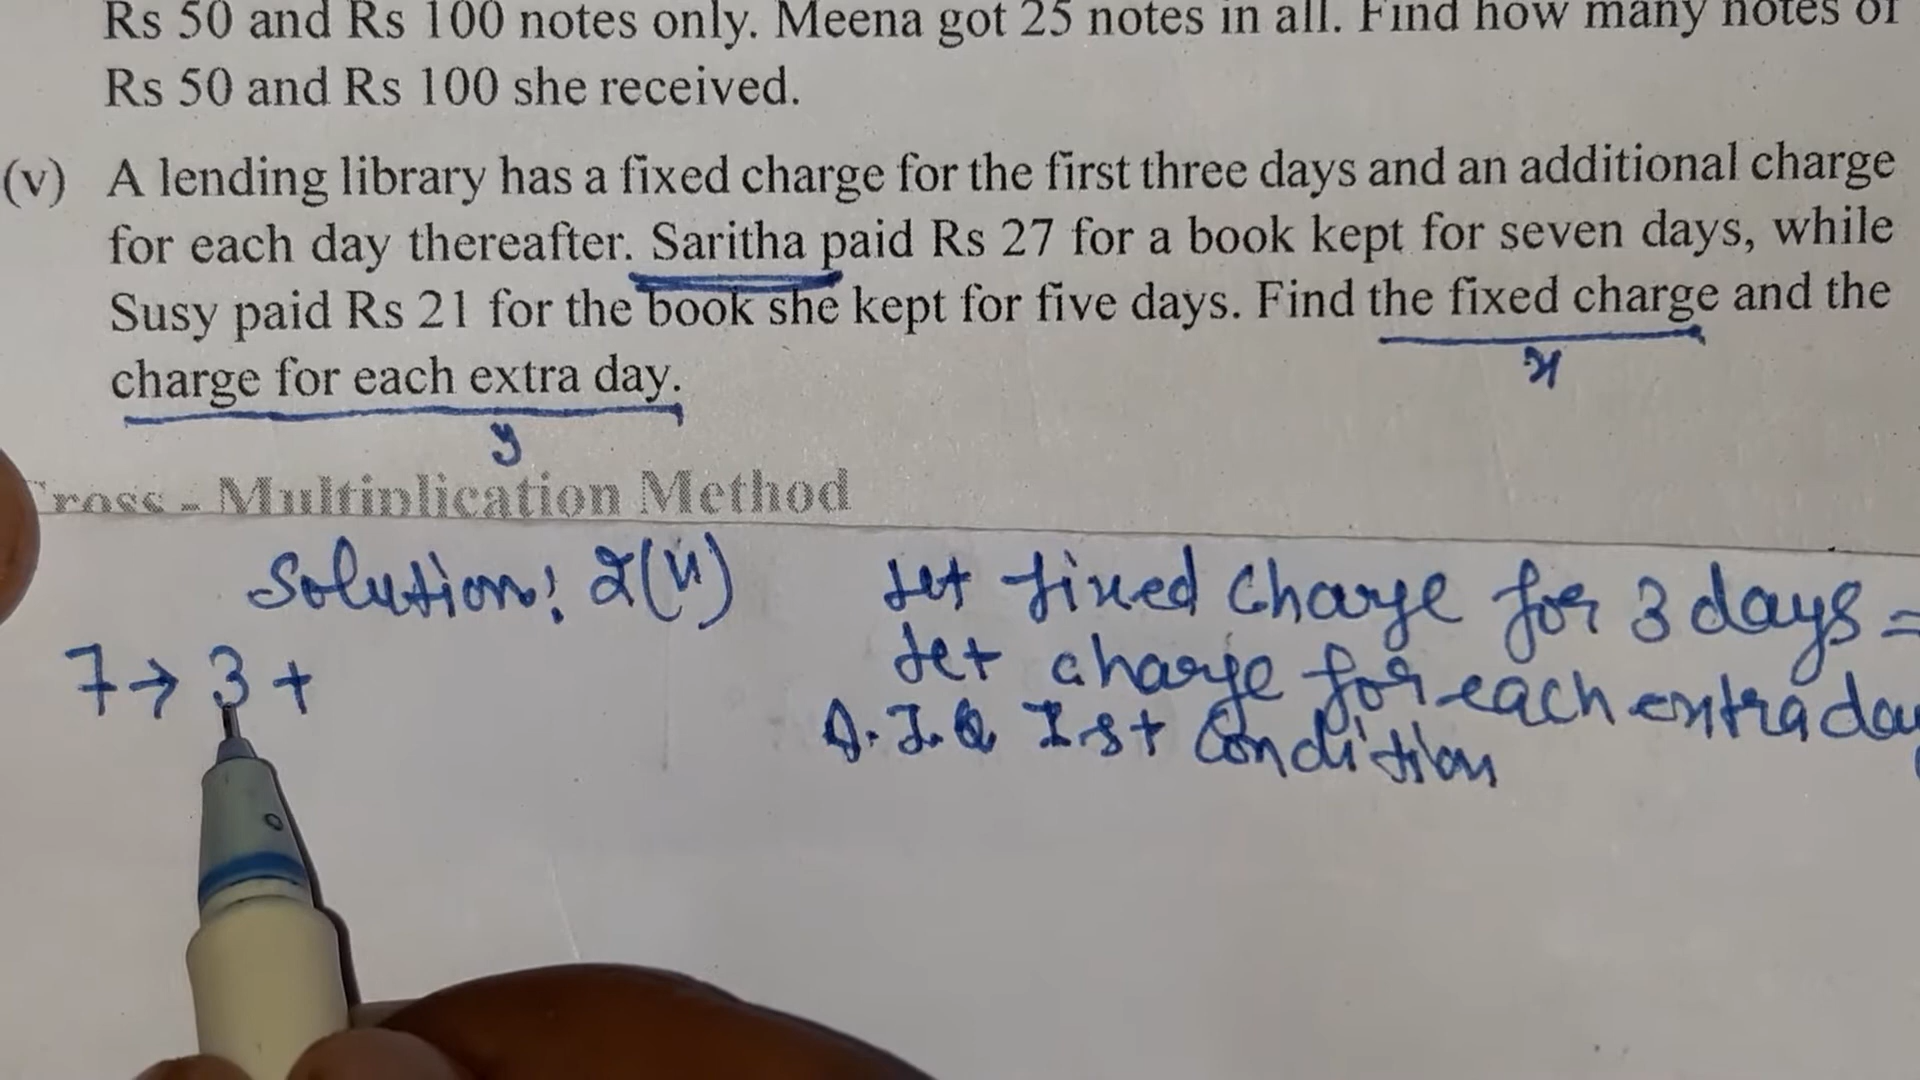 Rs 50 and Rs 100 notes only. Meena got 25 notes in all. Find how many notes of
Rs 50 and Rs 100 she received.
(v) A lending library has a fixed charge for the first three days and an additional charge
for each day thereafter. Saritha paid Rs 27 for a book kept for seven days, while
Susy paid Rs 21 for the book she kept for five days. Find the fixed charge and the
charge for each extra day.
x
y
Cross - Multiplication Method
Solution: 2(v) Let fixed charge for 3 days =
7 → 3 + Let charge for each extra day
A.T.Q Ist Condition